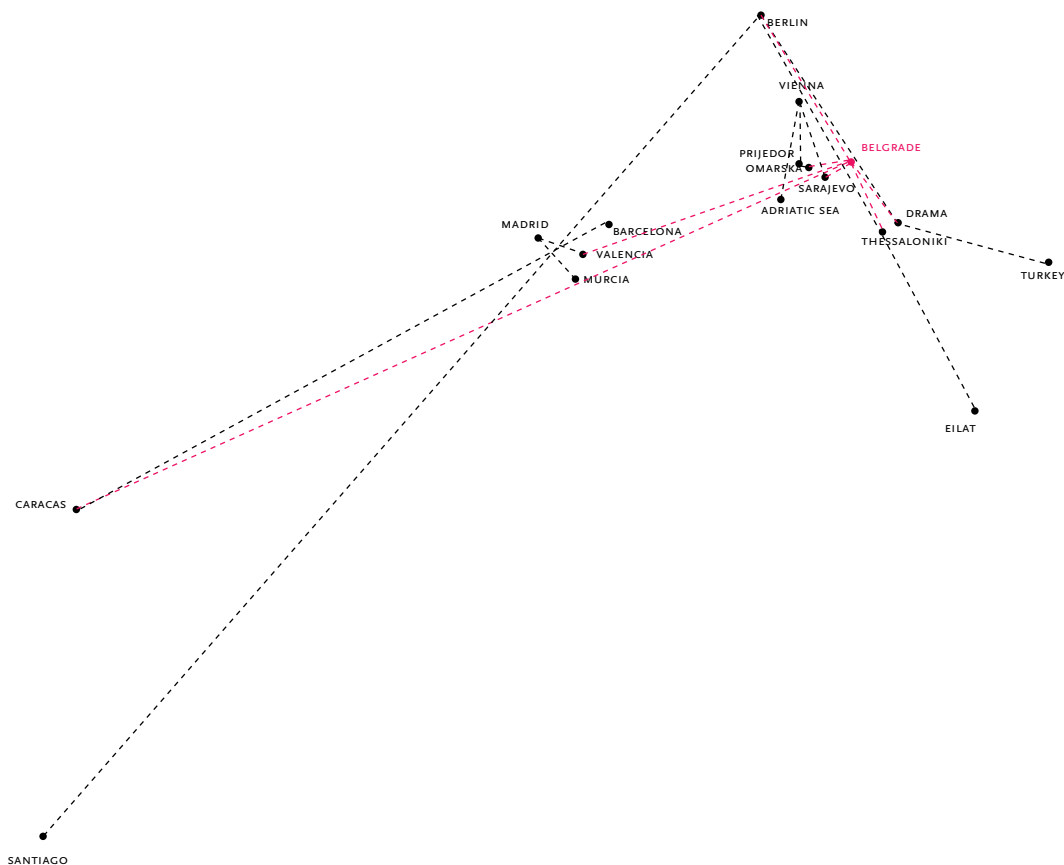 BERLIN
VIENNA
BELGRADE
PRIJEDOR
OMARSKA
SARAJEVO
ADRIATIC SEA
DRAMA
MADRID
BARCELONA
THESSALONIKI
VALENCIA
TURKEY
MURCIA
EILAT
CARACAS
SANTIAGO